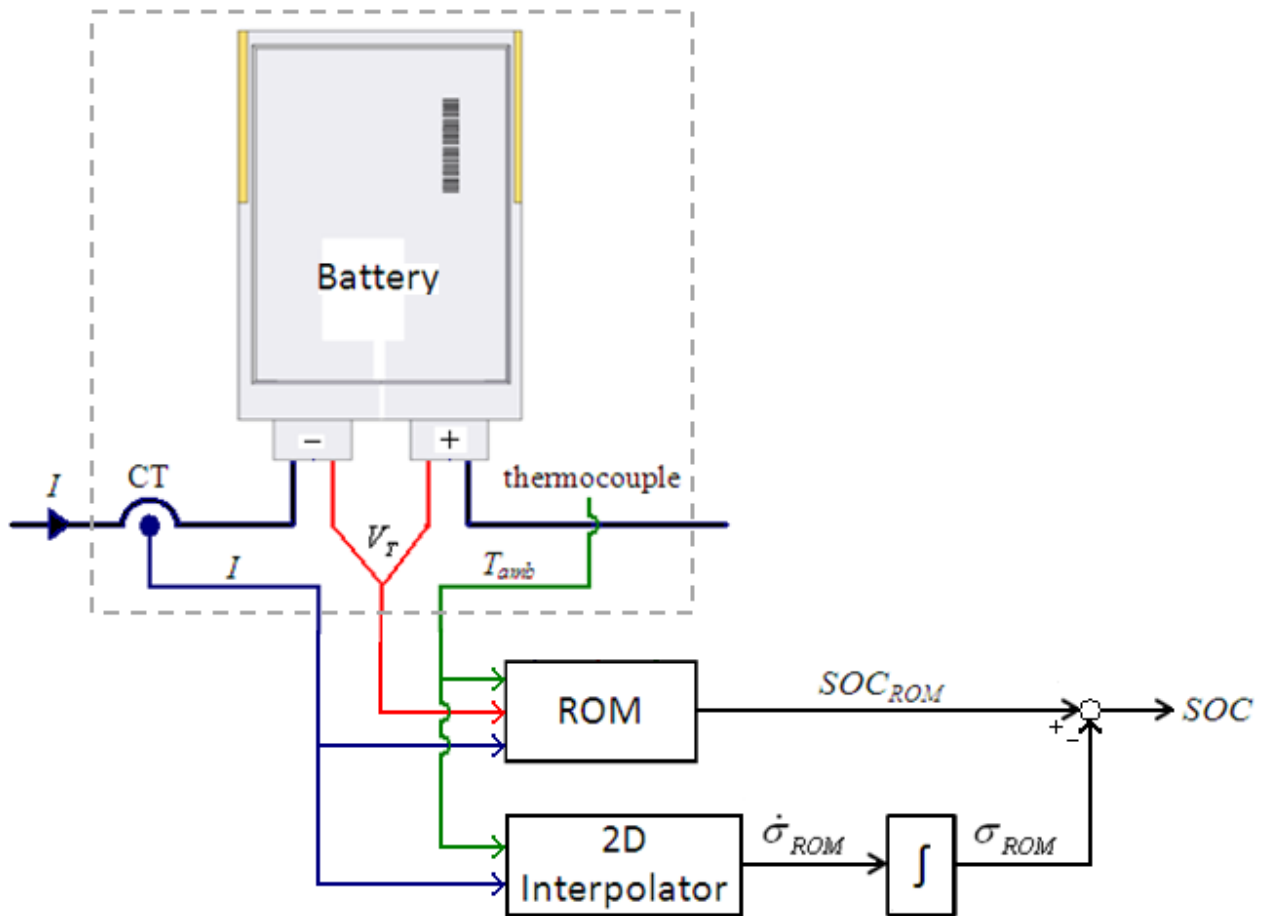 Battery
− +
CT
thermocouple
I
V_T
I
T_amb
ROM
SOC_ROM
+ −
SOC
2D
Interpolator
σ̇_ROM
∫
σ_ROM